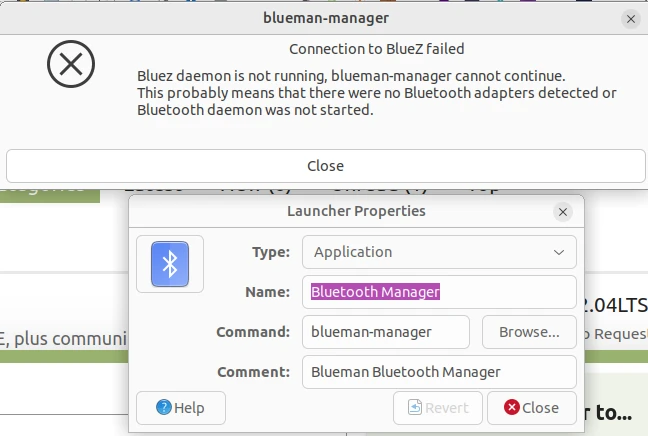 blueman-manager
Connection to BlueZ failed
Bluez daemon is not running, blueman-manager cannot continue.
This probably means that there were no Bluetooth adapters detected or
Bluetooth daemon was not started.
Close
Launcher Properties
Type: Application
Name: Bluetooth Manager
2.04LTS
Command: blueman-manager Browse...
E, plus communi
Comment: Blueman Bluetooth Manager
Help Revert Close
r to...